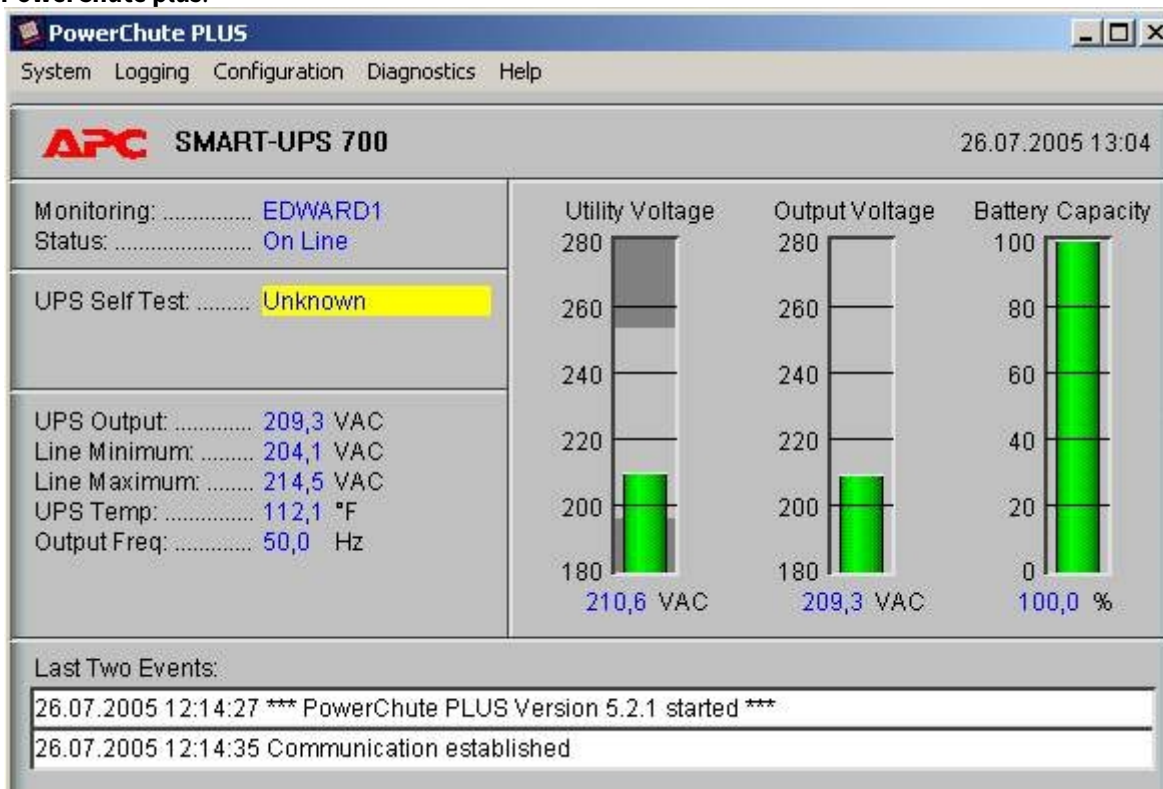 Powerchute plus.
PowerChute PLUS
System Logging Configuration Diagnostics Help
APC SMART-UPS 700 26.07.2005 13:04
Monitoring: .............. EDWARD1
Status: ...................... On Line
UPS Self Test: ......... Unknown
UPS Output: ............. 209,3 VAC
Line Minimum: ......... 204,1 VAC
Line Maximum: ........ 214,5 VAC
UPS Temp: ............... 112,1 °F
Output Freq: ............. 50,0 Hz
Utility Voltage
280
260
240
220
200
180
210,6 VAC
Output Voltage
280
260
240
220
200
180
209,3 VAC
Battery Capacity
100
80
60
40
20
0
100,0 %
Last Two Events:
26.07.2005 12:14:27 *** PowerChute PLUS Version 5.2.1 started ***
26.07.2005 12:14:35 Communication established